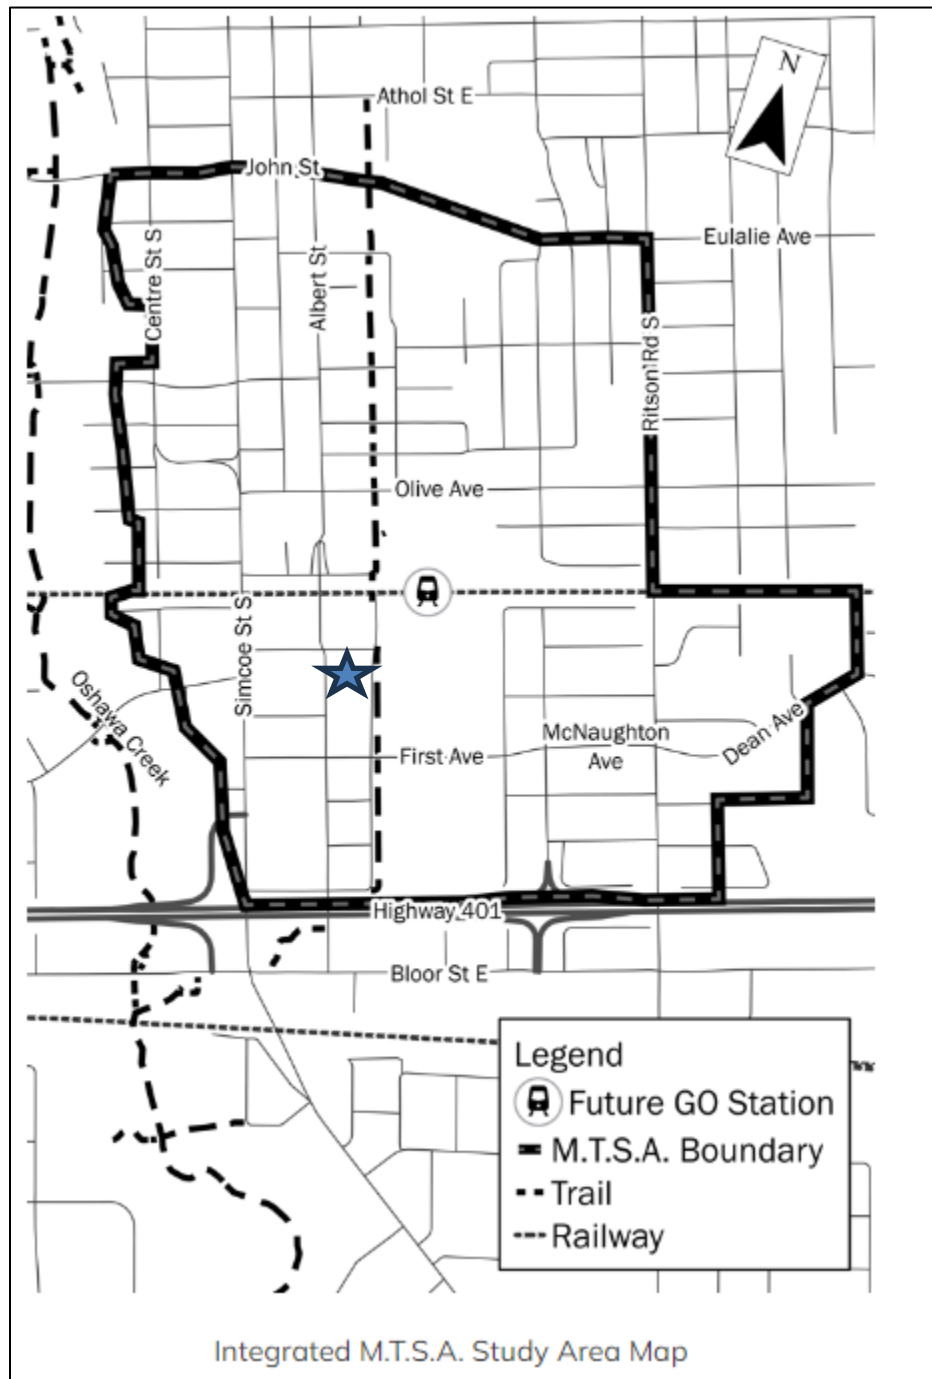 N
Athol St E
John St
Eulalie Ave
Centre St S
Albert St
Ritson Rd S
Olive Ave
Simcoe St S
Oshawa Creek
First Ave
McNaughton
Ave
Dean Ave
Highway 401
Bloor St E
Legend
Future GO Station
M.T.S.A. Boundary
Trail
Railway
Integrated M.T.S.A. Study Area Map